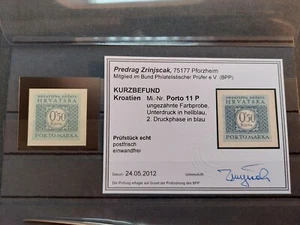 HRVATSKA
0.50
PORTO MARKA
Predrag Zrinjscak, 75177 Pforzheim
Mitglied im Bund Philatelistischer Prüfer e.V. (BPP)
KURZBEFUND
Kroatien Mi.-Nr. Porto 11 P
ungezähnte Farbprobe,
Unterdruck in hellblau,
2. Druckphase in blau
Prüfstück echt
postfrisch
einwandfrei
Datum 24.05.2012
HRVATSKA
0.50
PORTO MARKA